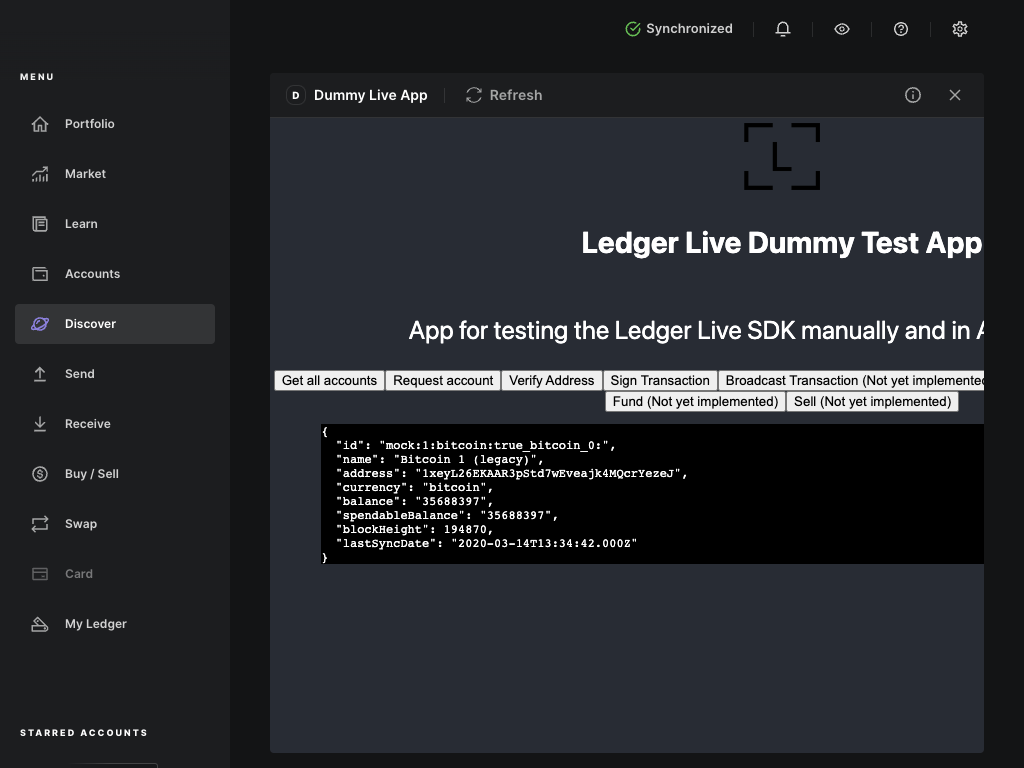 Synchronized
MENU
Portfolio
Market
Learn
Accounts
Discover
Send
Receive
Buy / Sell
Swap
Card
My Ledger
STARRED ACCOUNTS
D Dummy Live App Refresh
L
Ledger Live Dummy Test App
App for testing the Ledger Live SDK manually and in
Get all accounts Request account Verify Address Sign Transaction Broadcast Transaction (Not yet implemented
Fund (Not yet implemented) Sell (Not yet implemented)
{
"id": "mock:1:bitcoin:true_bitcoin_0:",
"name": "Bitcoin 1 (legacy)",
"address": "1xeyL26EKAAR3pStd7wEveajk4MQcrYezeJ",
"currency": "bitcoin",
"balance": "35688397",
"spendableBalance": "35688397",
"blockHeight": 194870,
"lastSyncDate": "2020-03-14T13:34:42.000Z"
}